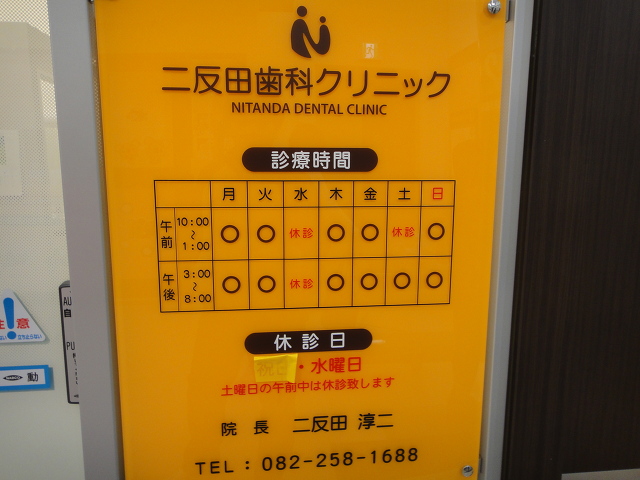 二反田歯科クリニック
NITANDA DENTAL CLINIC
診療時間
月 火 水 木 金 土 日
午前 10:00～1:00 ○ ○ 休診 ○ ○ 休診 ○
午後 3:00～8:00 ○ ○ 休診 ○ ○ ○ ○
休診日
・水曜日
土曜日の午前中は休診致します
院長 二反田 淳二
TEL：082-258-1688
注意
動